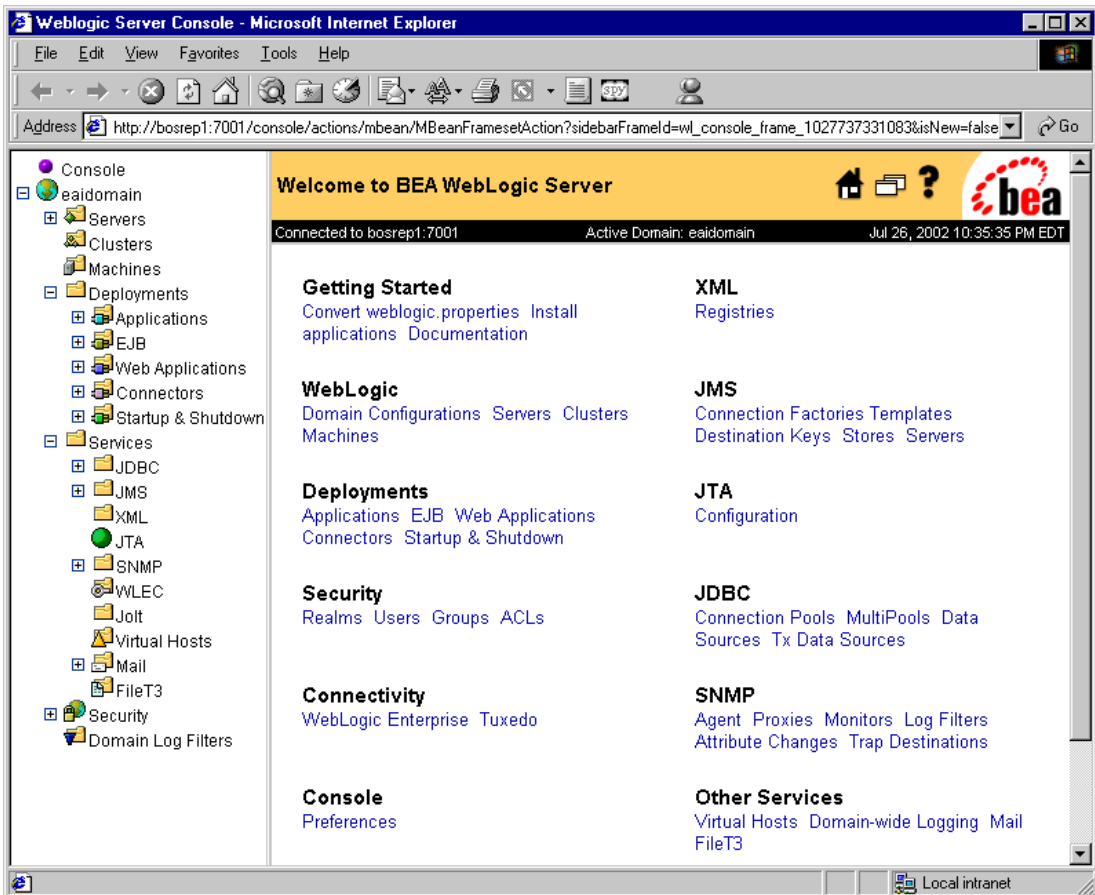 Weblogic Server Console - Microsoft Internet Explorer
File Edit View Favorites Tools Help
SPY
Address http://bosrep1:7001/console/actions/mbean/MBeanFramesetAction?sidebarFrameId=wl_console_frame_1027737331083&isNew=false Go
Console
eaidomain
Servers
Clusters
Machines
Deployments
Applications
EJB
Web Applications
Connectors
Startup & Shutdown
Services
JDBC
JMS
XML
JTA
SNMP
WLEC
Jolt
Virtual Hosts
Mail
FileT3
Security
Domain Log Filters
Welcome to BEA WebLogic Server
?
bea
Connected to bosrep1:7001 Active Domain: eaidomain Jul 26, 2002 10:35:35 PM EDT
Getting Started
Convert weblogic.properties Install
applications Documentation
XML
Registries
WebLogic
Domain Configurations Servers Clusters
Machines
JMS
Connection Factories Templates
Destination Keys Stores Servers
Deployments
Applications EJB Web Applications
Connectors Startup & Shutdown
JTA
Configuration
Security
Realms Users Groups ACLs
JDBC
Connection Pools MultiPools Data
Sources Tx Data Sources
Connectivity
WebLogic Enterprise Tuxedo
SNMP
Agent Proxies Monitors Log Filters
Attribute Changes Trap Destinations
Console
Preferences
Other Services
Virtual Hosts Domain-wide Logging Mail
FileT3
Local intranet